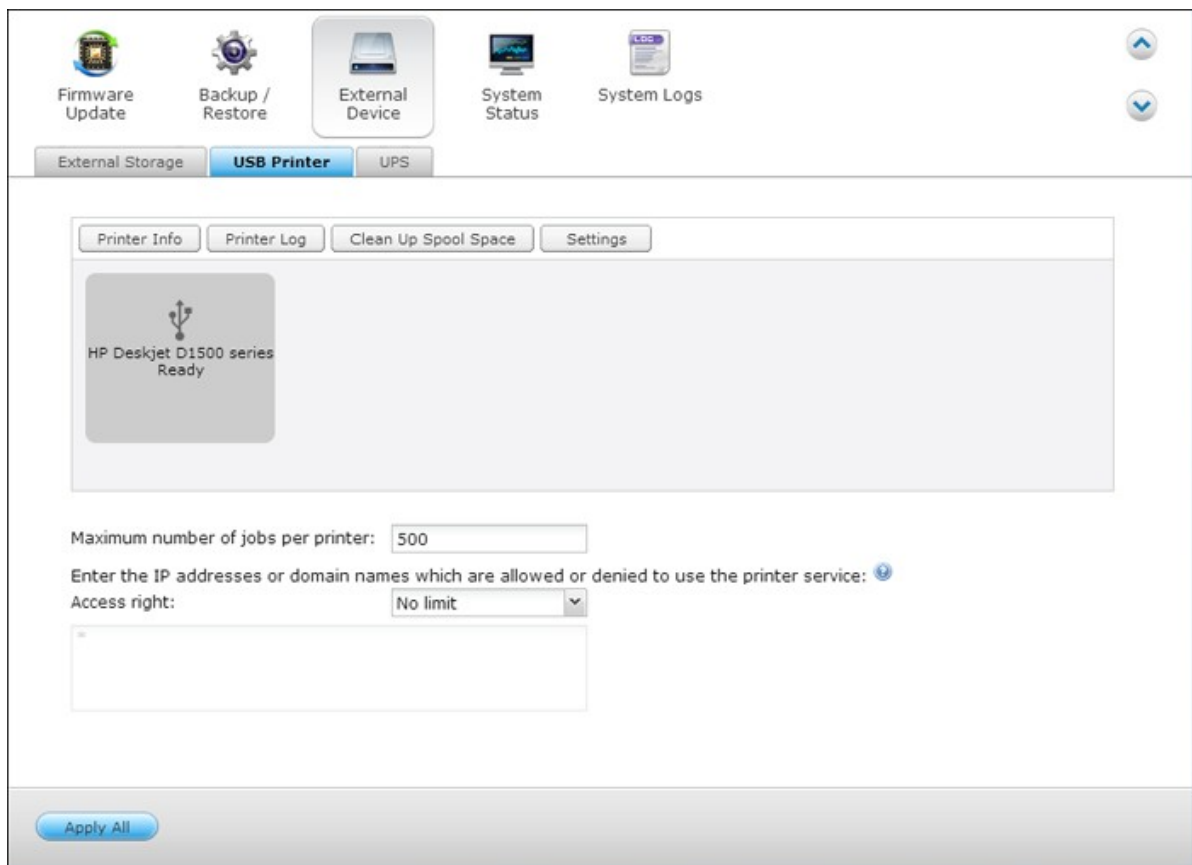 LOG
Firmware Update
Backup / Restore
External Device
System Status
System Logs
External Storage
USB Printer
UPS
Printer Info
Printer Log
Clean Up Spool Space
Settings
HP Deskjet D1500 series
Ready
Maximum number of jobs per printer: 500
Enter the IP addresses or domain names which are allowed or denied to use the printer service:
Access right: No limit
Apply All